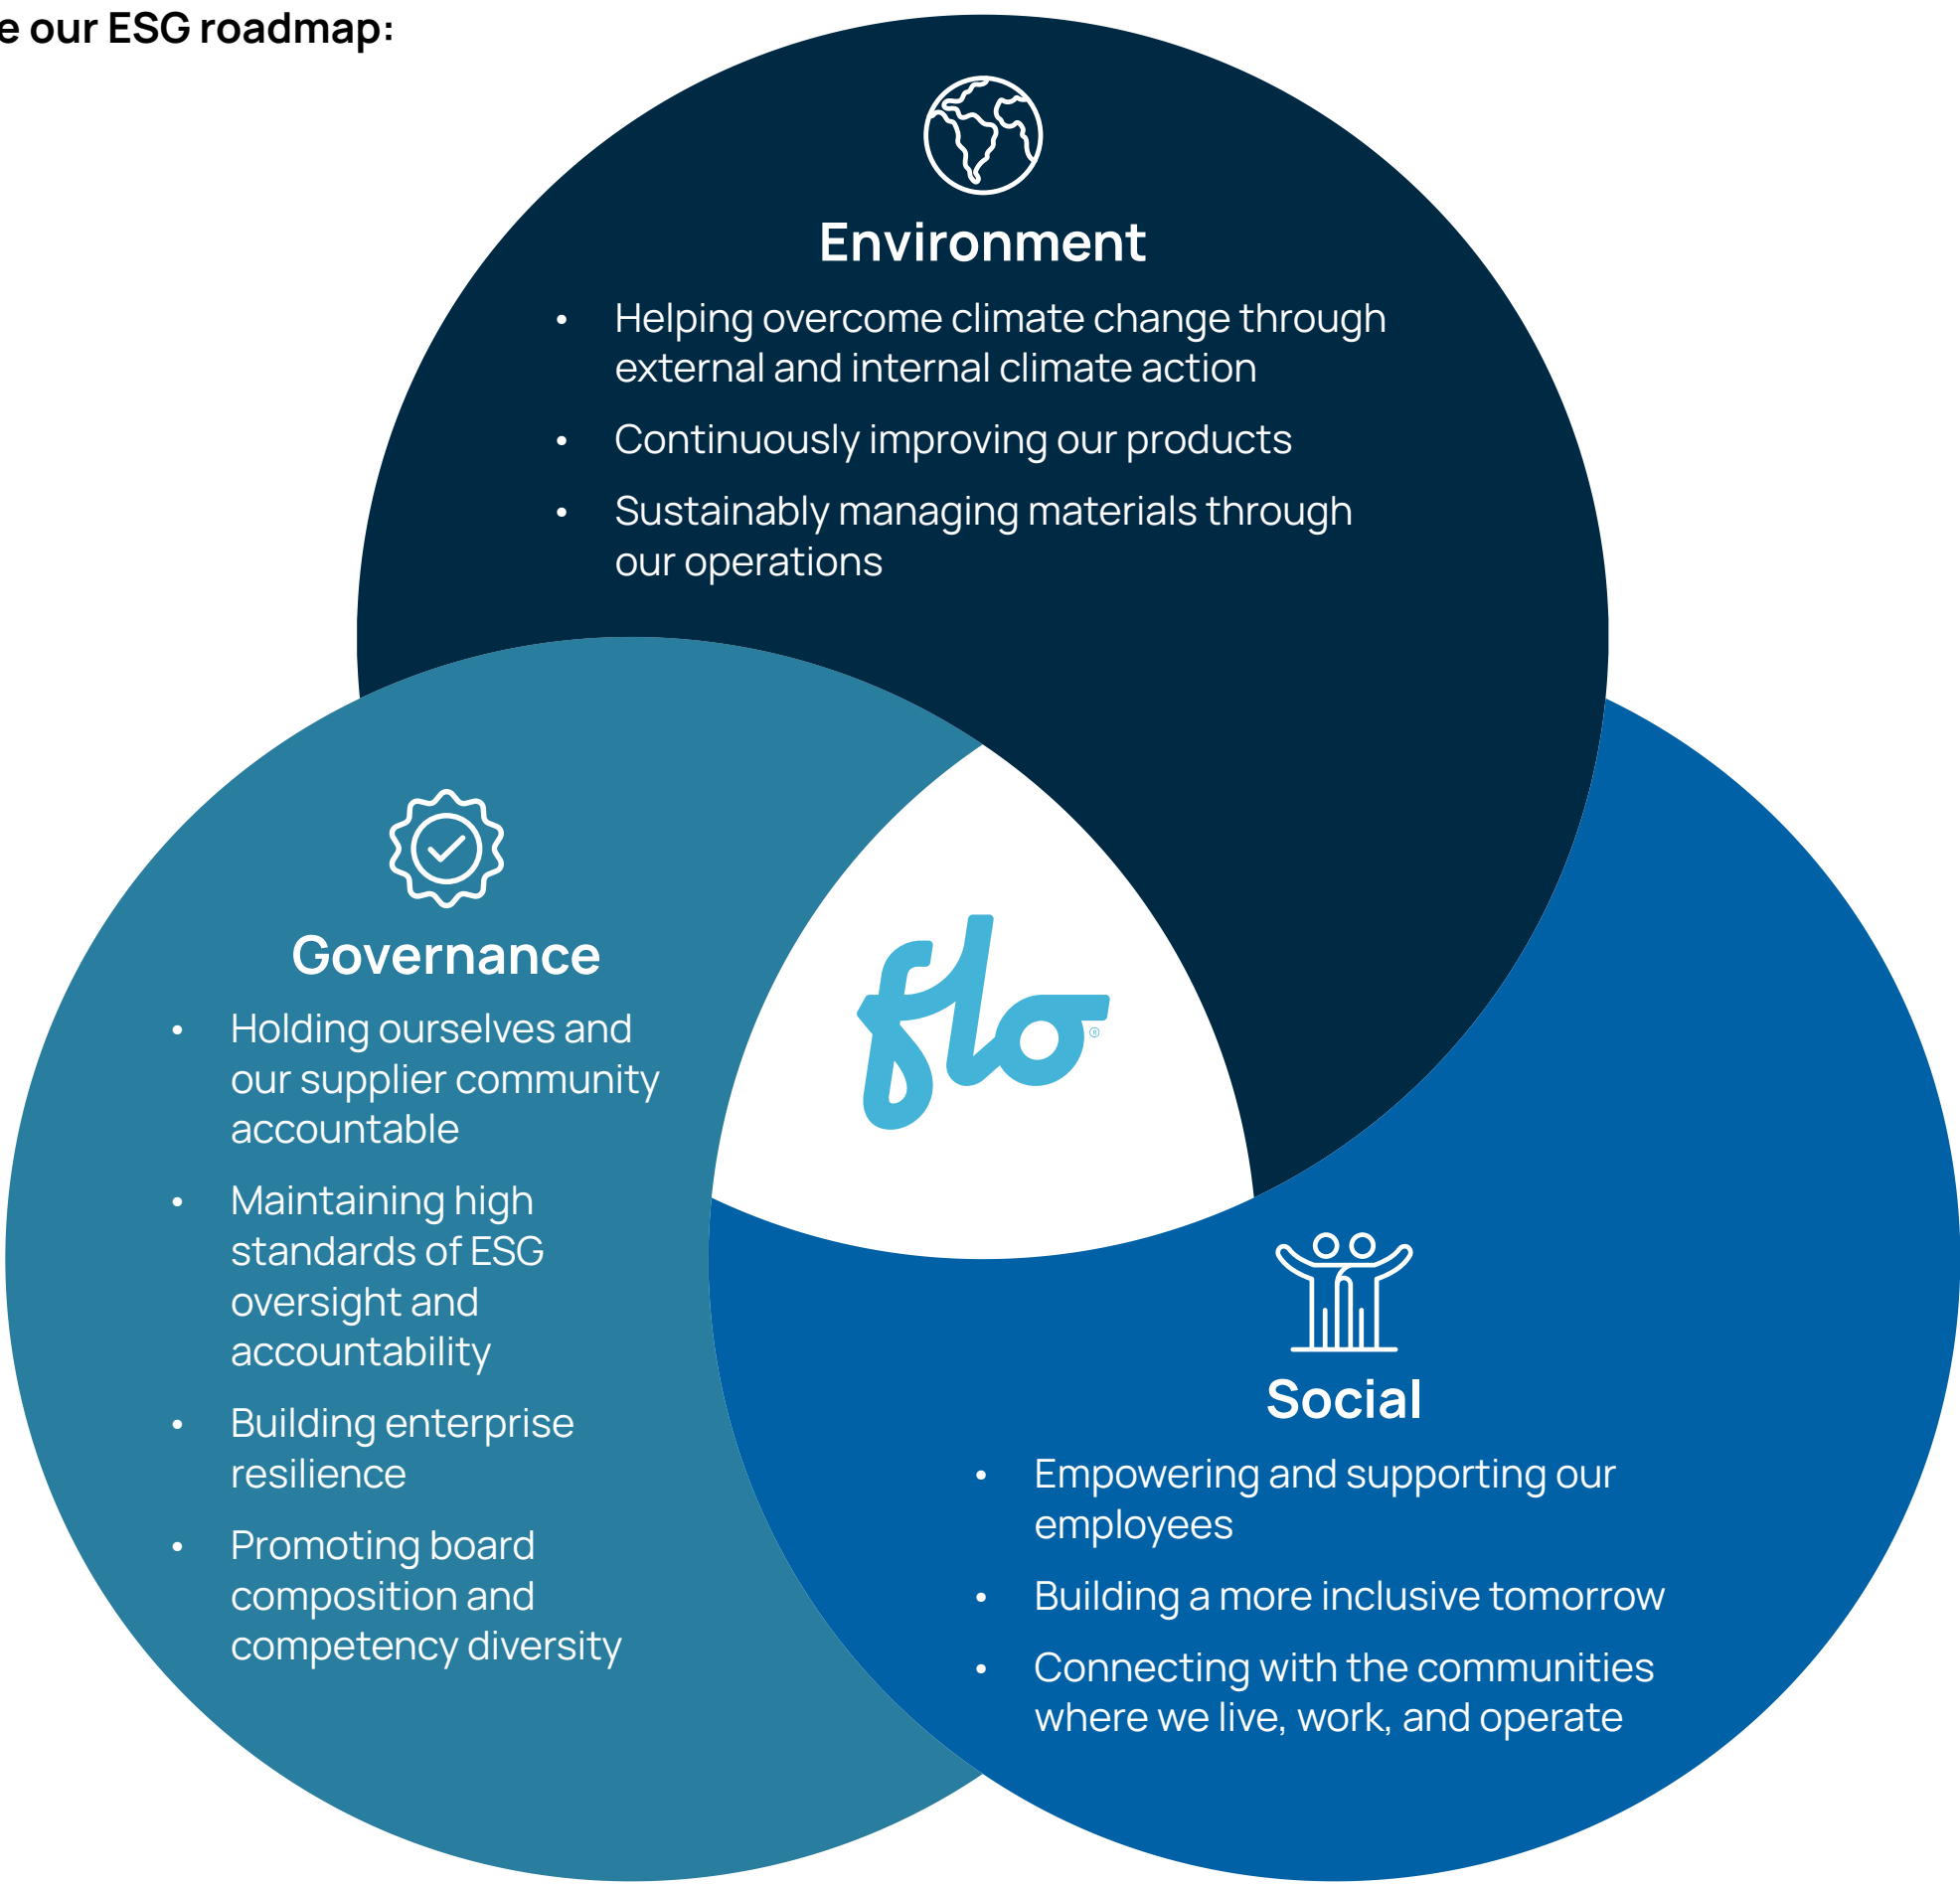 e our ESG roadmap:
Environment
• Helping overcome climate change through
external and internal climate action
• Continuously improving our products
• Sustainably managing materials through
our operations
Governance
• Holding ourselves and
our supplier community
accountable
• Maintaining high
standards of ESG
oversight and
accountability
• Building enterprise
resilience
• Promoting board
composition and
competency diversity
flo®
Social
• Empowering and supporting our
employees
• Building a more inclusive tomorrow
• Connecting with the communities
where we live, work, and operate